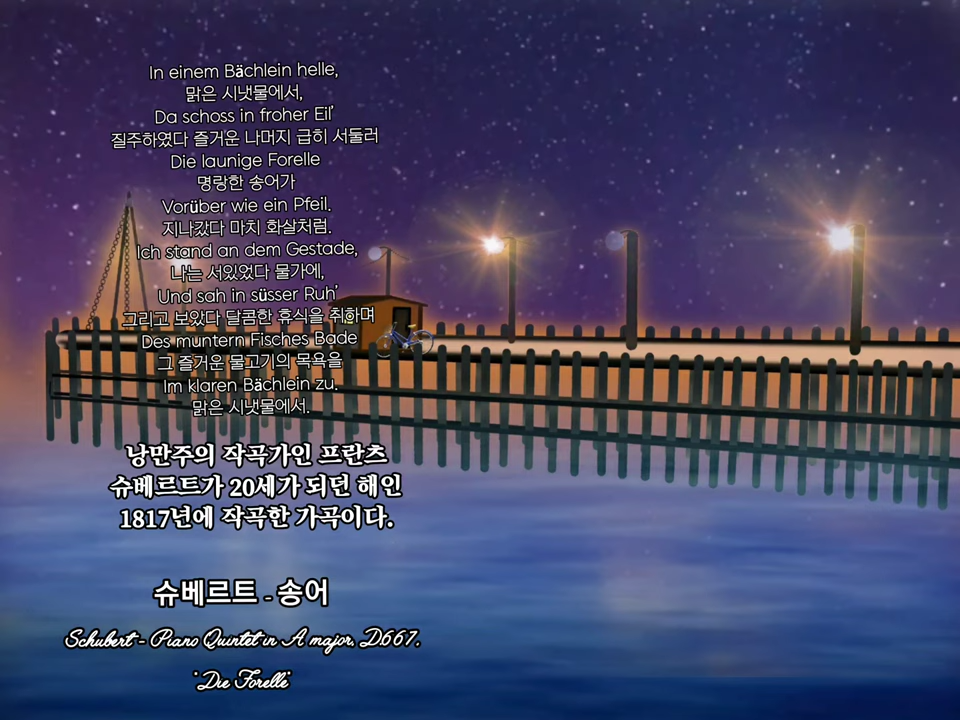 In einem Bächlein helle,
맑은 시냇물에서,
Da schoss in froher Eil'
질주하였다 즐거운 나머지 급히 서둘러
Die launige Forelle
명랑한 송어가
Vorüber wie ein Pfeil.
지나갔다 마치 화살처럼.
Ich stand an dem Gestade,
나는 서있었다 물가에,
Und sah in süsser Ruh'
그리고 보았다 달콤한 휴식을 취하며
Des muntern Fisches Bade
그 즐거운 물고기의 목욕을
Im klaren Bächlein zu.
맑은 시냇물에서.
낭만주의 작곡가인 프란츠
슈베르트가 20세가 되던 해인
1817년에 작곡한 가곡이다.
슈베르트 - 송어
Schubert - Piano Quintet in A major, D.667,
"Die Forelle"